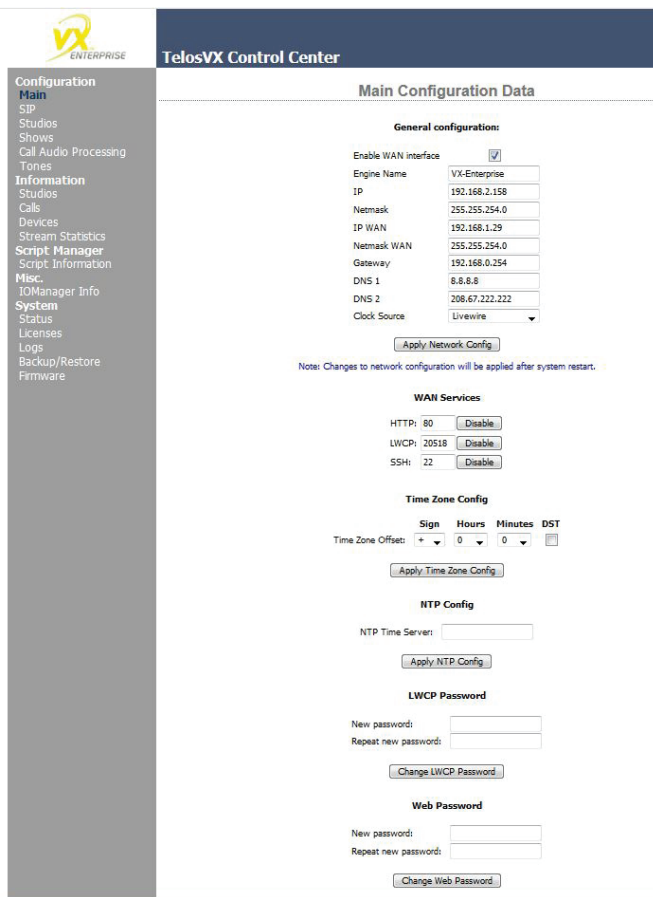 VX
ENTERPRISE
TelosVX Control Center
Configuration
Main
SIP
Studios
Shows
Call Audio Processing
Tones
Information
Studios
Calls
Devices
Stream Statistics
Script Manager
Script Information
Misc.
IOManager Info
System
Status
Licenses
Logs
Backup/Restore
Firmware
Main Configuration Data
General configuration:
Enable WAN interface
Engine Name VX-Enterprise
IP 192.168.2.158
Netmask 255.255.254.0
IP WAN 192.168.1.29
Netmask WAN 255.255.254.0
Gateway 192.168.0.254
DNS 1 8.8.8.8
DNS 2 208.67.222.222
Clock Source Livewire
Apply Network Config
Note: Changes to network configuration will be applied after system restart.
WAN Services
HTTP: 80 Disable
LWCP: 20518 Disable
SSH: 22 Disable
Time Zone Config
Sign Hours Minutes DST
Time Zone Offset: + 0 0
Apply Time Zone Config
NTP Config
NTP Time Server:
Apply NTP Config
LWCP Password
New password:
Repeat new password:
Change LWCP Password
Web Password
New password:
Repeat new password:
Change Web Password